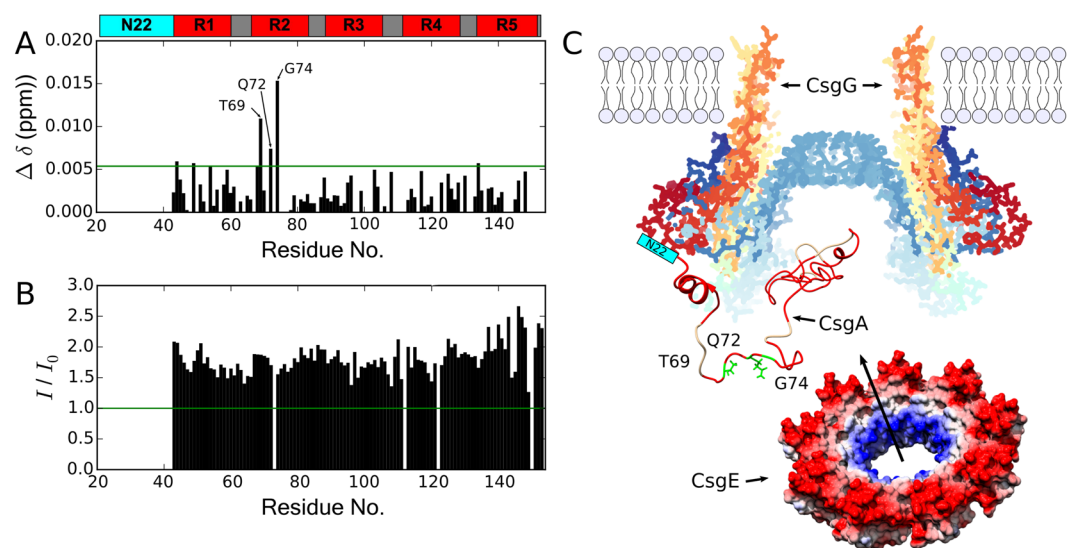 N22 R1 R2 R3 R4 R5
A
0.020
0.015
0.010
0.005
0.000
Δ δ (ppm))
G74
Q72
T69
20 40 60 80 100 120 140
Residue No.
B
3.0
2.5
2.0
1.5
1.0
0.5
0.0
I / I0
20 40 60 80 100 120 140
Residue No.
C
CsgG
N22
CsgA
Q72
T69
G74
CsgE